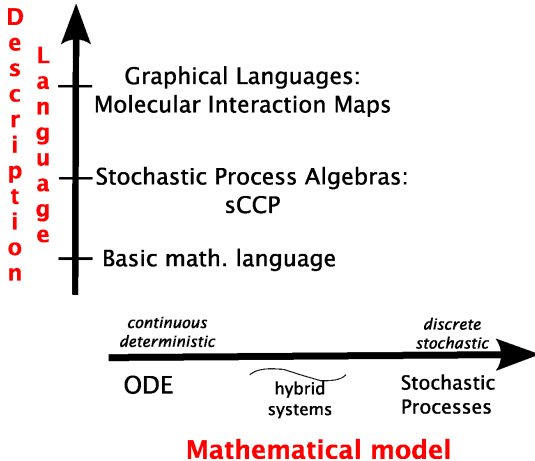 Description
Language
Graphical Languages:
Molecular Interaction Maps
Stochastic Process Algebras:
sCCP
Basic math. language
continuous
deterministic
discrete
stochastic
ODE
hybrid
systems
Stochastic
Processes
Mathematical model